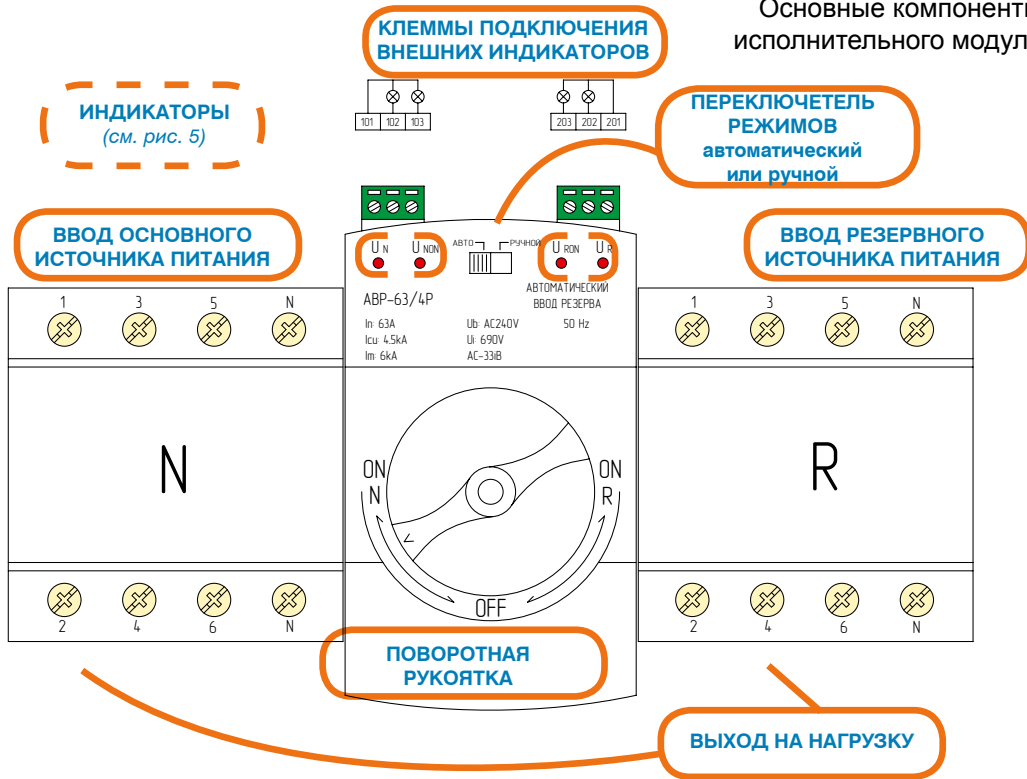 Основные компоненты
исполнительного модул
КЛЕММЫ ПОДКЛЮЧЕНИЯ
ВНЕШНИХ ИНДИКАТОРОВ
ИНДИКАТОРЫ
(см. рис. 5)
101 102 103
203 202 201
ПЕРЕКЛЮЧЕТЕЛЬ
РЕЖИМОВ
автоматический
или ручной
ВВОД ОСНОВНОГО
ИСТОЧНИКА ПИТАНИЯ
ВВОД РЕЗЕРВНОГО
ИСТОЧНИКА ПИТАНИЯ
U N U NON АВТО РУЧНОЙ U RON U R
АВР-63/4P
АВТОМАТИЧЕСКИЙ
ВВОД РЕЗЕРВА
In: 63A Ub: AC240V 50 Hz
Icu: 4.5kA Ui: 690V
Im: 6kA AC-33iB
1 3 5 N
1 3 5 N
N
R
ON
N
ON
R
OFF
2 4 6 N
2 4 6 N
ПОВОРОТНАЯ
РУКОЯТКА
ВЫХОД НА НАГРУЗКУ